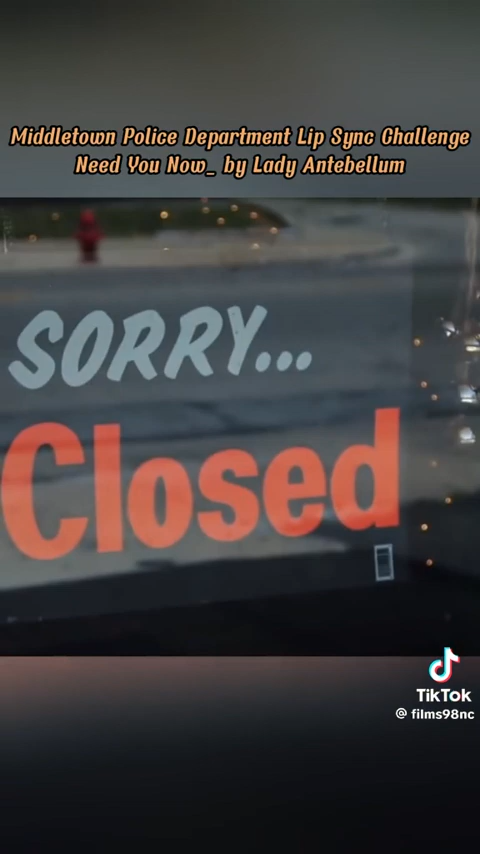 Middletown Police Department Lip Sync Challenge
Need You Now_ by Lady Antebellum
SORRY...
Closed
TikTok
@ films98nc